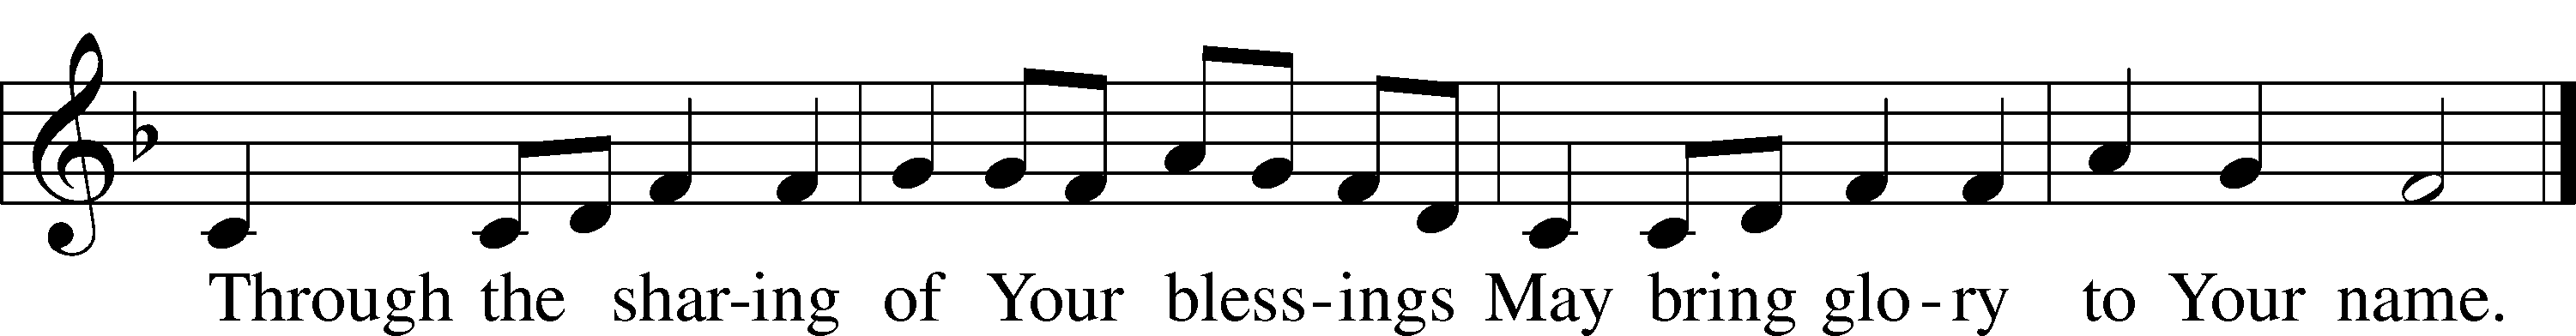 Through the shar-ing of Your bless-ings May bring glo-ry to Your name.